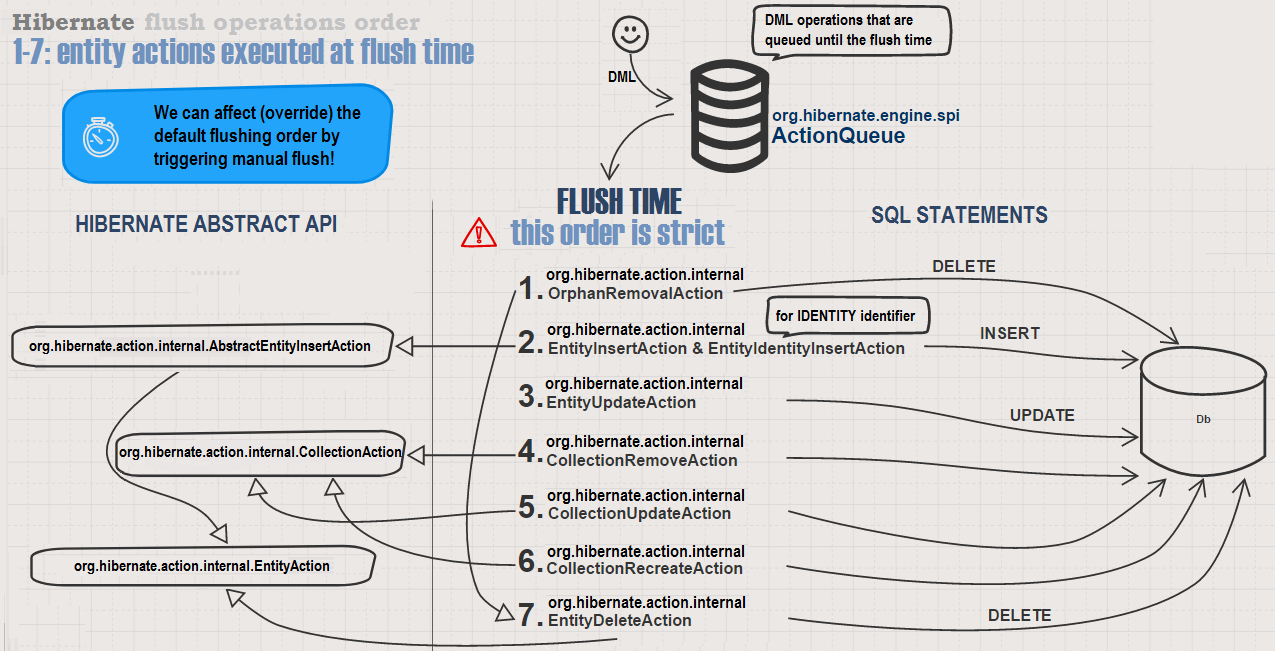 Hibernate flush operations order
1-7: entity actions executed at flush time
We can affect (override) the
default flushing order by
triggering manual flush!
DML
DML operations that are
queued until the flush time
org.hibernate.engine.spi
ActionQueue
HIBERNATE ABSTRACT API
FLUSH TIME
this order is strict
SQL STATEMENTS
1. org.hibernate.action.internal
OrphanRemovalAction
DELETE
for IDENTITY identifier
2. org.hibernate.action.internal
EntityInsertAction & EntityIdentityInsertAction
INSERT
org.hibernate.action.internal.AbstractEntityInsertAction
3. org.hibernate.action.internal
EntityUpdateAction
UPDATE
Db
4. org.hibernate.action.internal
CollectionRemoveAction
org.hibernate.action.internal.CollectionAction
5. org.hibernate.action.internal
CollectionUpdateAction
6. org.hibernate.action.internal
CollectionRecreateAction
org.hibernate.action.internal.EntityAction
7. org.hibernate.action.internal
EntityDeleteAction
DELETE